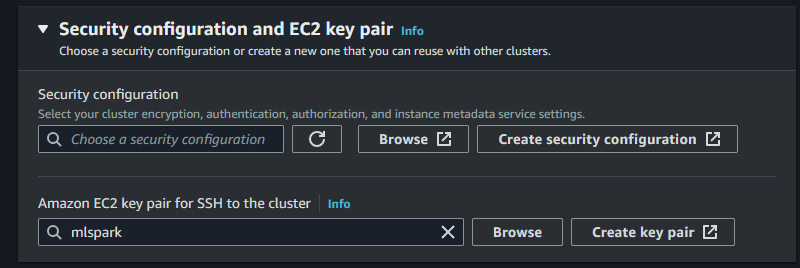 Security configuration and EC2 key pair Info
Choose a security configuration or create a new one that you can reuse with other clusters.
Security configuration
Select your cluster encryption, authentication, authorization, and instance metadata service settings.
Choose a security configuration Browse Create security configuration
Amazon EC2 key pair for SSH to the cluster Info
mlspark Browse Create key pair